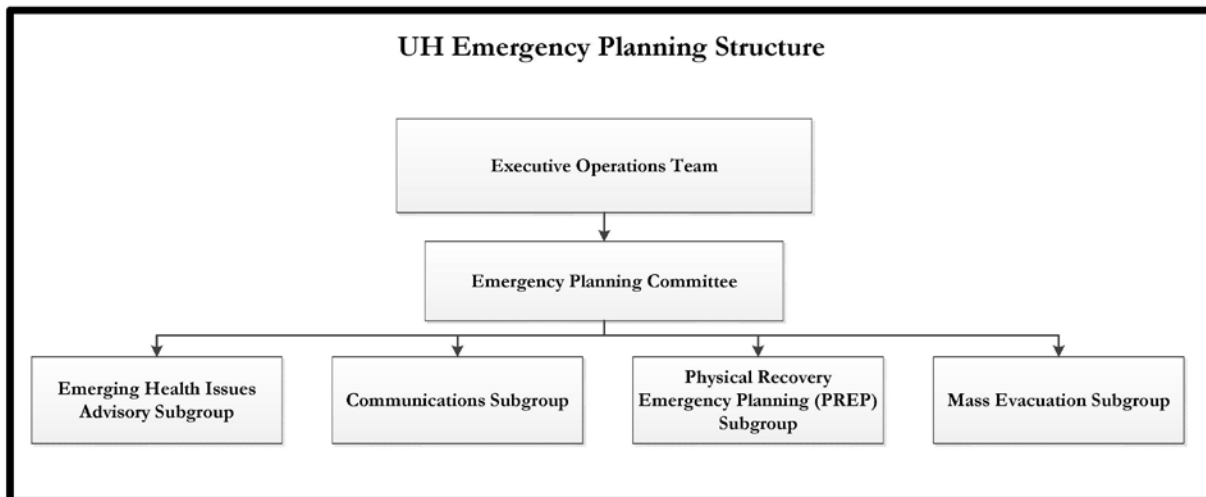 UH Emergency Planning Structure
Executive Operations Team
Emergency Planning Committee
Emerging Health Issues
Advisory Subgroup
Communications Subgroup
Physical Recovery
Emergency Planning (PREP)
Subgroup
Mass Evacuation Subgroup